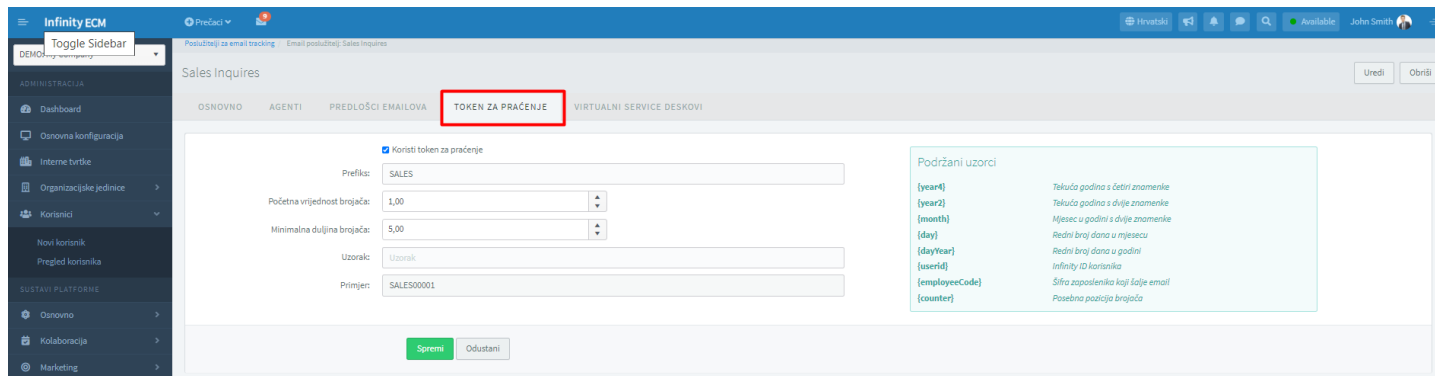 Infinity ECM
Prečaci
Hrvatski
Available
John Smith
Toggle Sidebar
DEMO: My Company
Poslužitelji za email tracking / Email poslužitelj: Sales Inquires
Sales Inquires
Uredi
Obriši
ADMINISTRACIJA
Dashboard
Osnovna konfiguracija
Interne tvrtke
Organizacijske jedinice
Korisnici
Novi korisnik
Pregled korisnika
SUSTAVI PLATFORME
Osnovno
Kolaboracija
Marketing
OSNOVNO
AGENTI
PREDLOŠCI EMAILOVA
TOKEN ZA PRAĆENJE
VIRTUALNI SERVICE DESKOVI
Koristi token za praćenje
Prefiks: SALES
Početna vrijednost brojača: 1,00
Minimalna duljina brojača: 5,00
Uzorak: Uzorak
Primjer: SALES00001
Spremi
Odustani
Podržani uzorci
{year4} Tekuća godina s četiri znamenke
{year2} Tekuća godina s dvije znamenke
{month} Mjesec u godini s dvije znamenke
{day} Redni broj dana u mjesecu
{dayYear} Redni broj dana u godini
{userid} Infinity ID korisnika
{employeeCode} Šifra zaposlenika koji šalje email
{counter} Posebna pozicija brojača